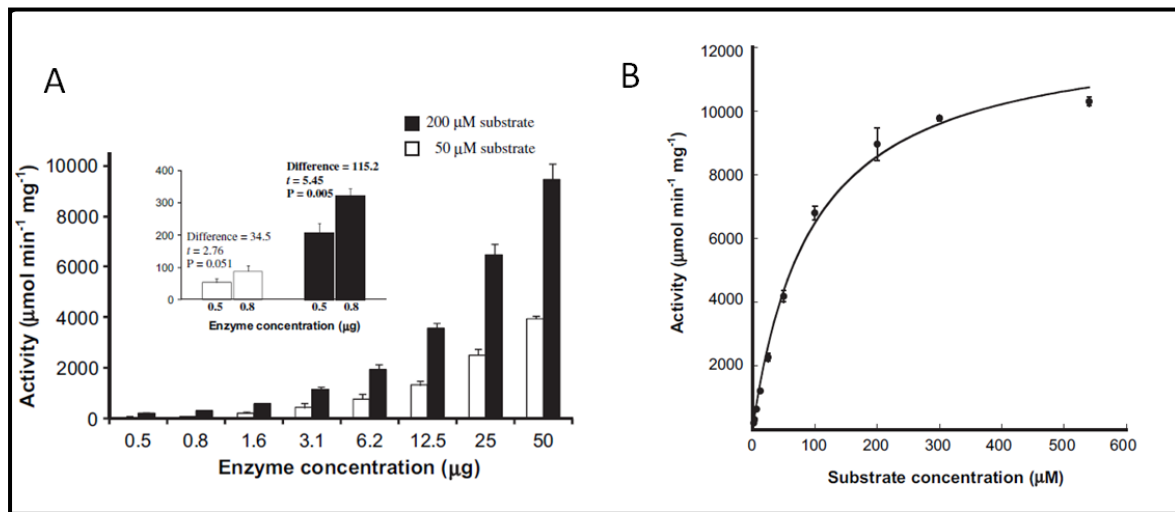 A
200 μM substrate
50 μM substrate
Activity (μmol min⁻¹ mg⁻¹)
10000
8000
6000
4000
2000
0
400
300
200
100
0
Difference = 34.5
t = 2.76
P = 0.051
Difference = 115.2
t = 5.45
P = 0.005
0.5 0.8 0.5 0.8
Enzyme concentration (μg)
0.5 0.8 1.6 3.1 6.2 12.5 25 50
Enzyme concentration (μg)
B
Activity (μmol min⁻¹ mg⁻¹)
12000
10000
8000
6000
4000
2000
0 100 200 300 400 500 600
Substrate concentration (μM)